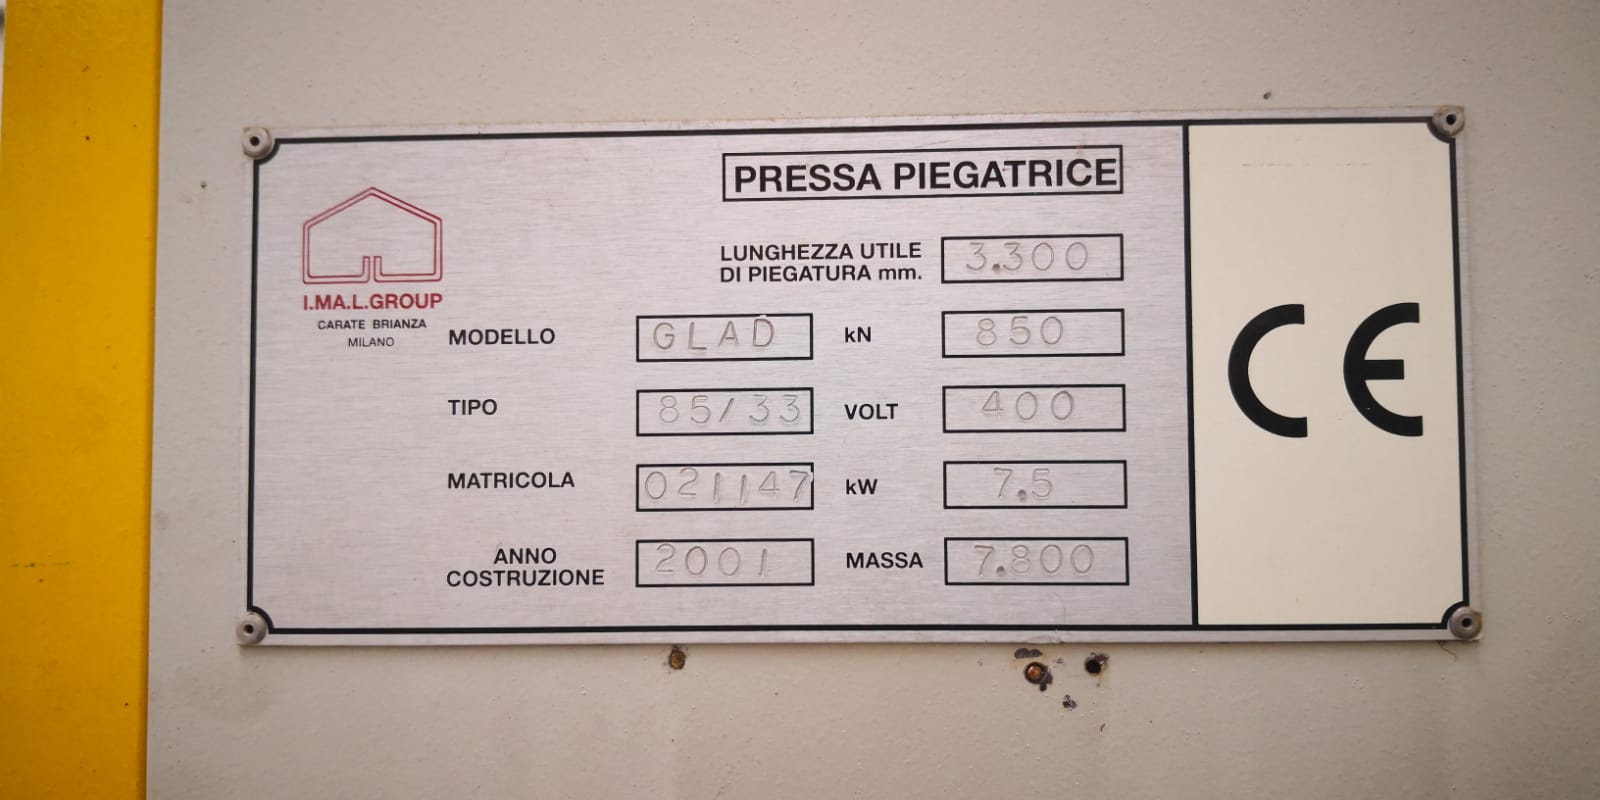 PRESSA PIEGATRICE
I.MA.L.GROUP
CARATE BRIANZA
MILANO
LUNGHEZZA UTILE
DI PIEGATURA mm. 3.300
MODELLO GLAD kN 850
TIPO 85/33 VOLT 400
MATRICOLA 021147 kW 7.5
ANNO
COSTRUZIONE 2001 MASSA 7.800
CE